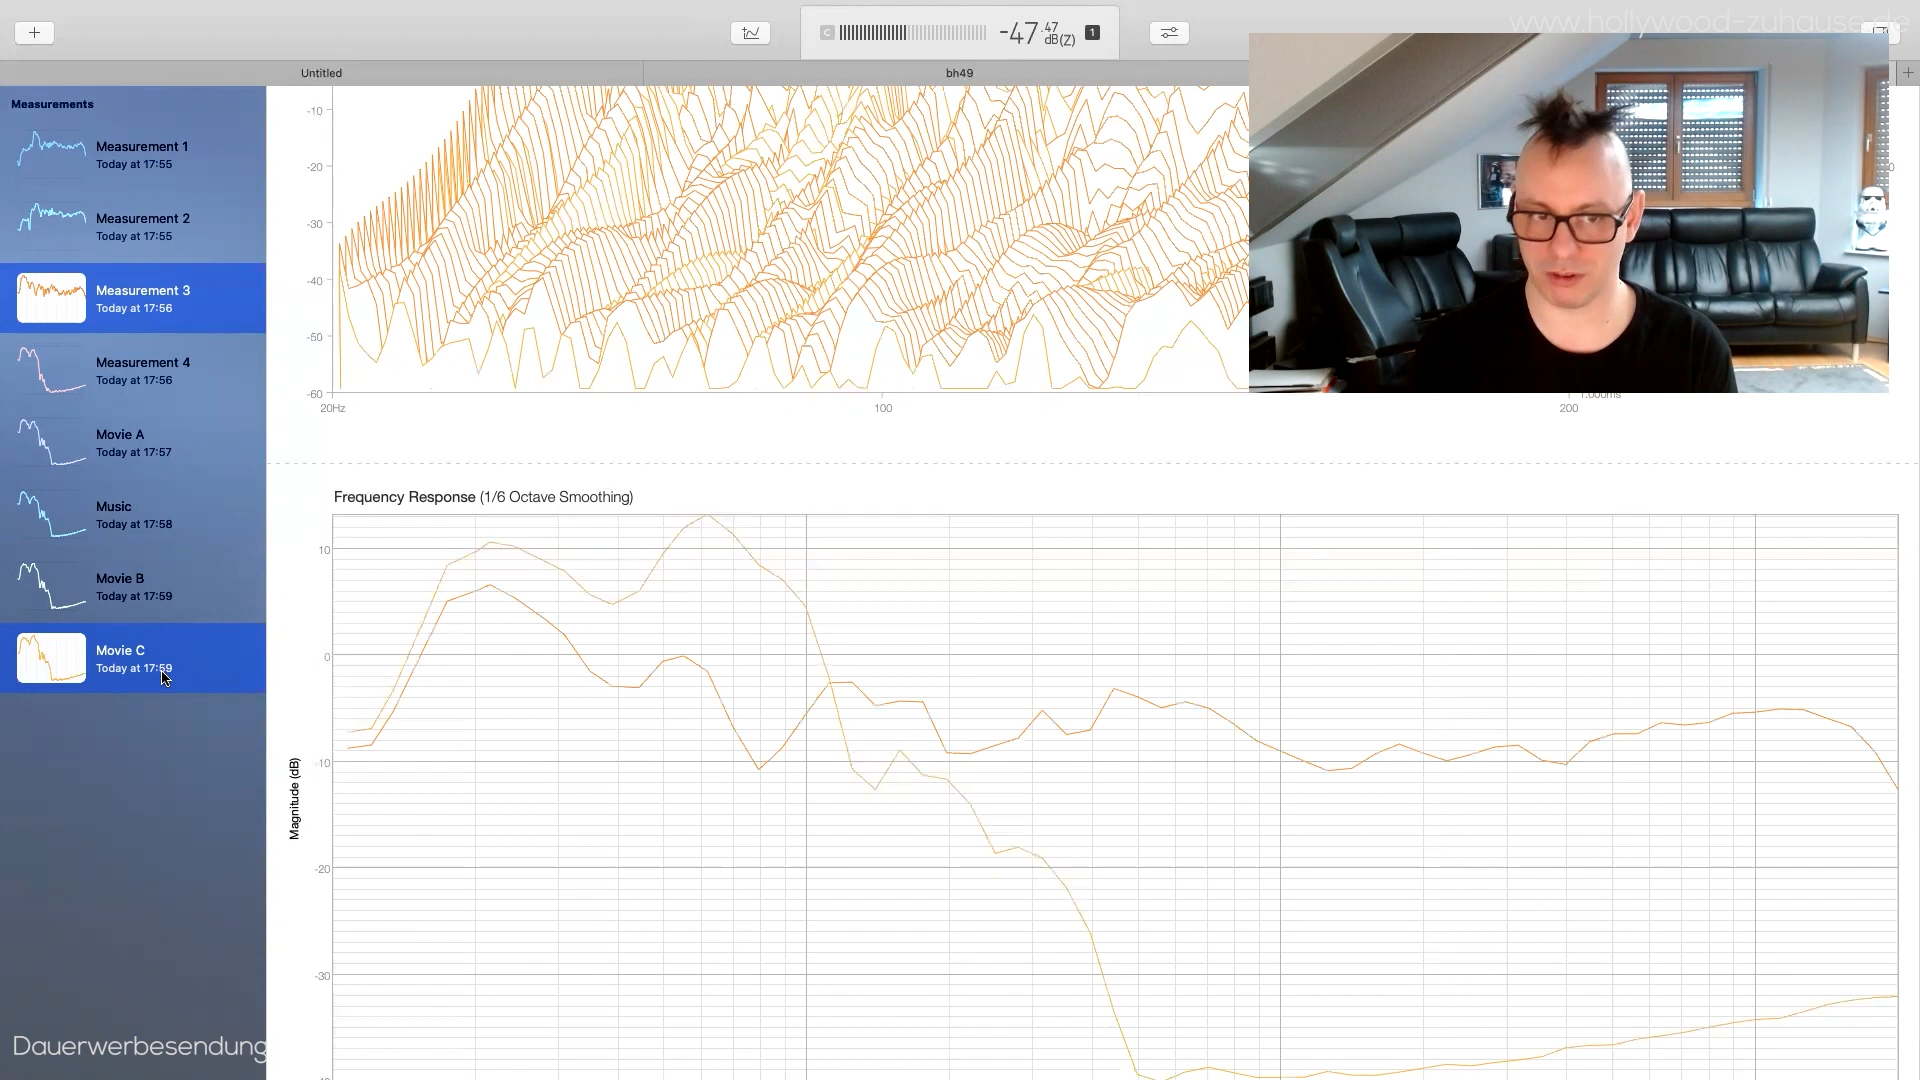 www.hollywood-zuhause.de
C
-47 .47 dB(Z) 1
Untitled
bh49
Measurements
Measurement 1
Today at 17:55
Measurement 2
Today at 17:55
Measurement 3
Today at 17:56
Measurement 4
Today at 17:56
Movie A
Today at 17:57
Music
Today at 17:58
Movie B
Today at 17:59
Movie C
Today at 17:59
Dauerwerbesendung
-10
-20
-30
-40
-50
-60
20Hz
100
200
1.000ms
Frequency Response (1/6 Octave Smoothing)
Magnitude (dB)
10
0
-10
-20
-30